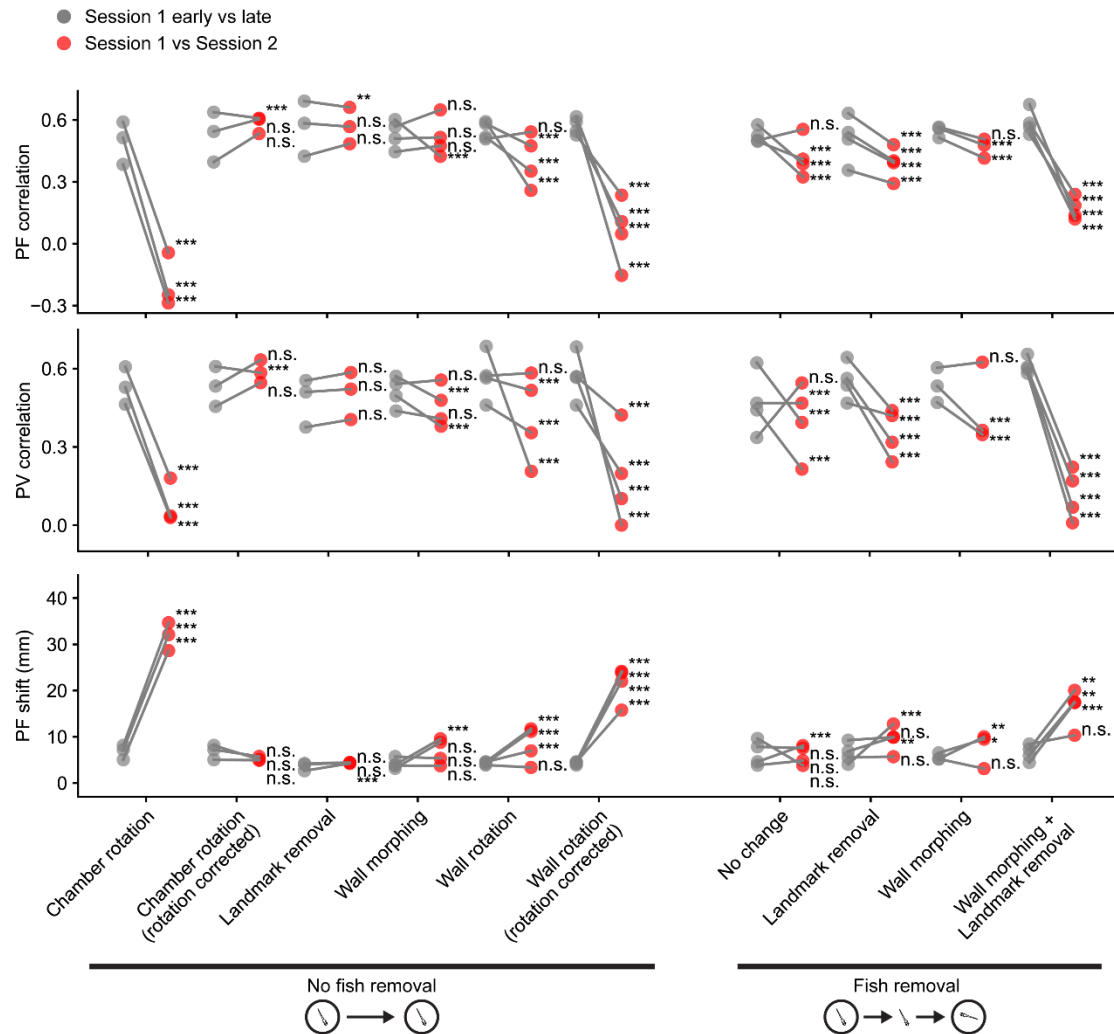 Session 1 early vs late
Session 1 vs Session 2
PF correlation
0.6
0.3
0.0
−0.3
***
***
***
***
n.s.
n.s.
**
n.s.
n.s.
n.s.
n.s.
n.s.
***
n.s.
***
***
***
***
***
***
***
n.s.
***
***
***
***
***
***
***
n.s.
***
***
***
***
***
***
PV correlation
0.6
0.3
0.0
***
***
***
n.s.
***
n.s.
n.s.
n.s.
n.s.
n.s.
***
n.s.
***
n.s.
***
***
***
***
***
***
***
n.s.
***
***
***
***
***
***
***
n.s.
***
***
***
***
***
***
PF shift (mm)
40
30
20
10
0
***
***
***
n.s.
n.s.
n.s.
n.s.
n.s.
***
***
n.s.
n.s.
n.s.
***
***
***
n.s.
***
***
***
***
***
n.s.
n.s.
n.s.
***
n.s.
**
n.s.
**
*
n.s.
**
**
***
n.s.
Chamber rotation
Chamber rotation
(rotation corrected)
Landmark removal
Wall morphing
Wall rotation
Wall rotation
(rotation corrected)
No change
Landmark removal
Wall morphing
Wall morphing +
Landmark removal
No fish removal
Fish removal